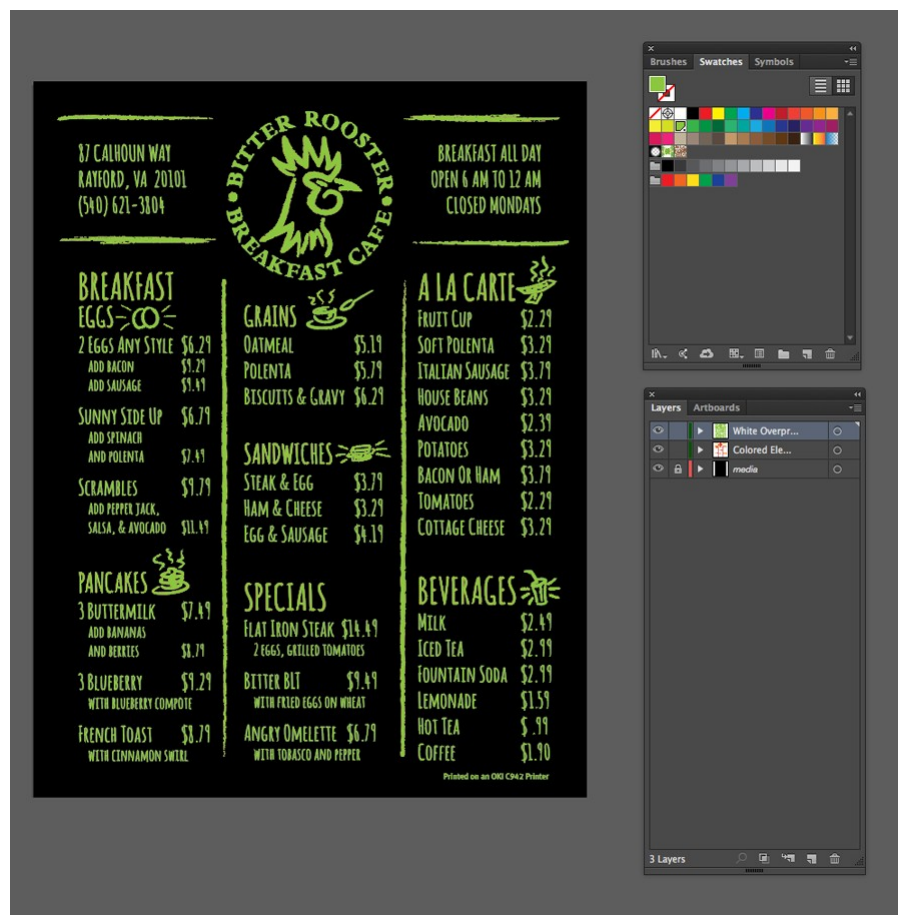 87 CALHOUN WAY
RAYFORD, VA 20101
(540) 621-3804
BITTER ROOSTER
BREAKFAST CAFE
BREAKFAST ALL DAY
OPEN 6 AM TO 12 AM
CLOSED MONDAYS
BREAKFAST
EGGS
2 EGGS ANY STYLE $6.29
ADD BACON $9.29
ADD SAUSAGE $9.49
SUNNY SIDE UP $6.79
ADD SPINACH
AND POLENTA $7.49
SCRAMBLES $9.79
ADD PEPPER JACK,
SALSA, & AVOCADO $11.49
PANCAKES
3 BUTTERMILK $7.49
ADD BANANAS
AND BERRIES $8.79
3 BLUEBERRY $9.29
WITH BLUEBERRY COMPOTE
FRENCH TOAST $8.79
WITH CINNAMON SWIRL
GRAINS
OATMEAL $5.19
POLENTA $5.79
BISCUITS & GRAVY $6.29
SANDWICHES
STEAK & EGG $3.79
HAM & CHEESE $3.29
EGG & SAUSAGE $4.19
SPECIALS
FLAT IRON STEAK $14.49
2 EGGS, GRILLED TOMATOES
BITTER BLT $9.49
WITH FRIED EGGS ON WHEAT
ANGRY OMELETTE $6.79
WITH TOBASCO AND PEPPER
A LA CARTE
FRUIT CUP $2.29
SOFT POLENTA $3.29
ITALIAN SAUSAGE $3.79
HOUSE BEANS $3.29
AVOCADO $2.39
POTATOES $3.29
BACON OR HAM $3.79
TOMATOES $2.29
COTTAGE CHEESE $3.29
BEVERAGES
MILK $2.49
ICED TEA $2.99
FOUNTAIN SODA $2.99
LEMONADE $1.59
HOT TEA $ .99
COFFEE $1.90
Printed on an OKI C942 Printer
Brushes Swatches Symbols
Layers Artboards
White Overpr...
Colored Ele...
media
3 Layers